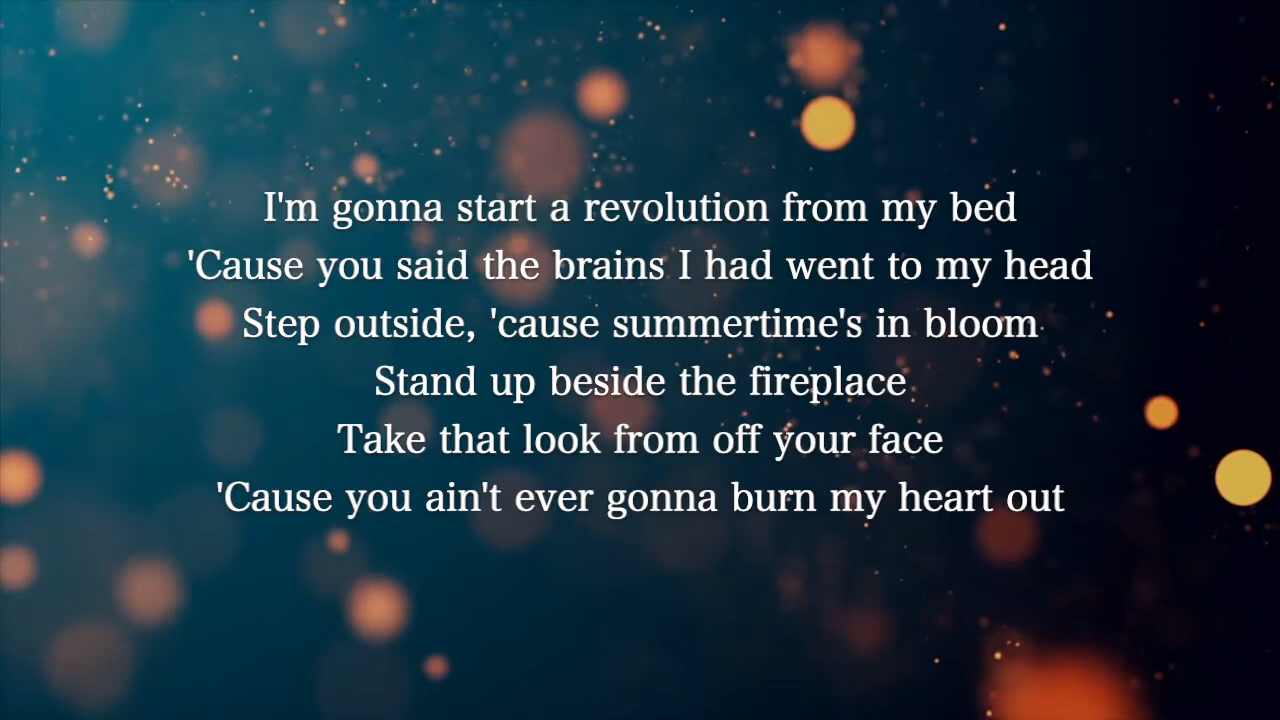 I'm gonna start a revolution from my bed
'Cause you said the brains I had went to my head
Step outside, 'cause summertime's in bloom
Stand up beside the fireplace
Take that look from off your face
'Cause you ain't ever gonna burn my heart out